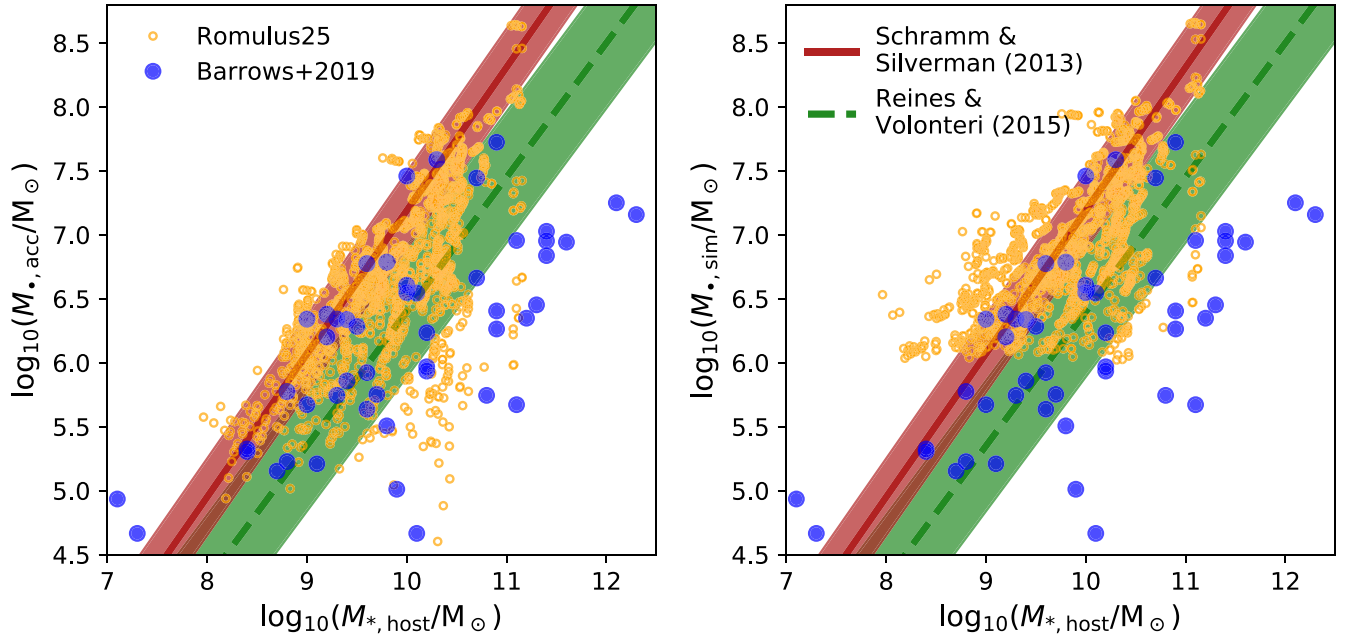 Romulus25
Barrows+2019
8.5
8.0
7.5
7.0
6.5
6.0
5.5
5.0
4.5
log₁₀(M•,acc/M⊙)
7 8 9 10 11 12
log₁₀(M*,host/M⊙)
Schramm &
Silverman (2013)
Reines &
Volonteri (2015)
8.5
8.0
7.5
7.0
6.5
6.0
5.5
5.0
4.5
log₁₀(M•,sim/M⊙)
7 8 9 10 11 12
log₁₀(M*,host/M⊙)